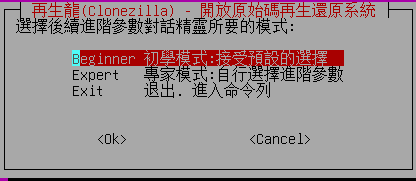 再生龍(Clonezilla) - 開放原始碼再生還原系統
選擇後續進階參數對話精靈所要的模式:
Beginner 初學模式:接受預設的選擇
Expert 專家模式:自行選擇進階參數
Exit 退出. 進入命令列
<Ok> <Cancel>